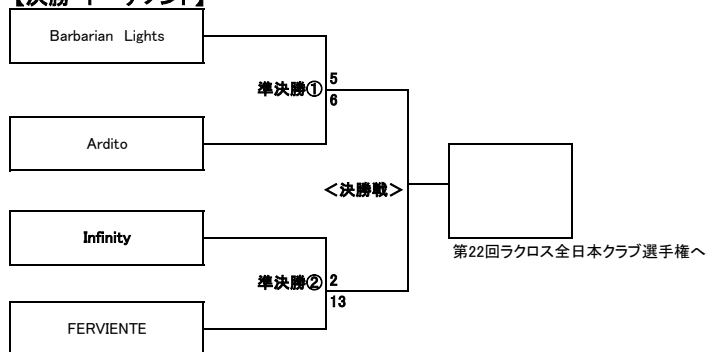 【決勝トーナメント】
Barbarian Lights
準決勝①
5
6
Ardito
＜決勝戦＞
Infinity
第22回ラクロス全日本クラブ選手権へ
準決勝②
2
13
FERVIENTE